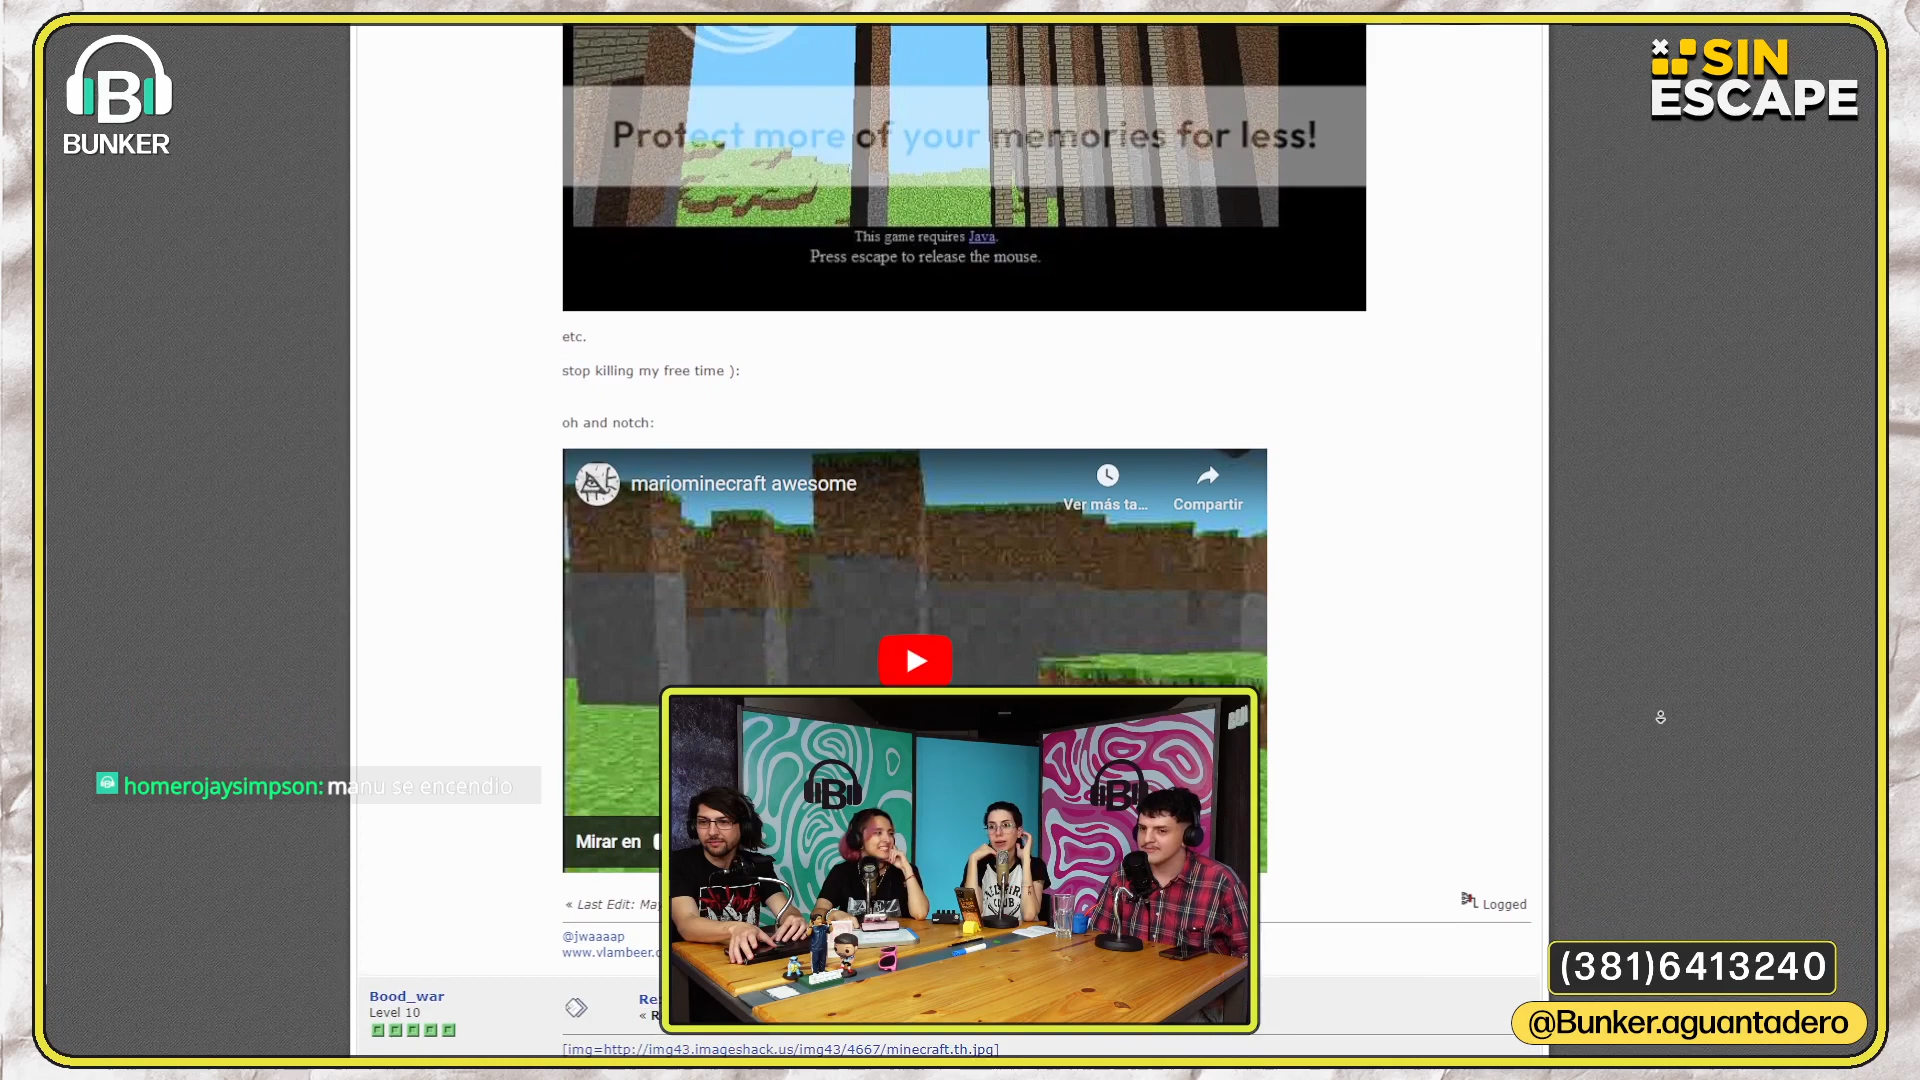 BUNKER
SIN
ESCAPE
Protect more of your memories for less!
This game requires Java.
Press escape to release the mouse.
etc.
stop killing my free time ):
oh and notch:
mariominecraft awesome
Ver más ta...
Compartir
homerojaysimpson: manu se encendio
Mirar en
« Last Edit: May
Logged
@jwaaaap
www.vlambeer.c
Bood_war
Level 10
Re:
« R
[img=http://img43.imageshack.us/img43/4667/minecraft.th.jpg]
(381)6413240
@Bunker.aguantadero